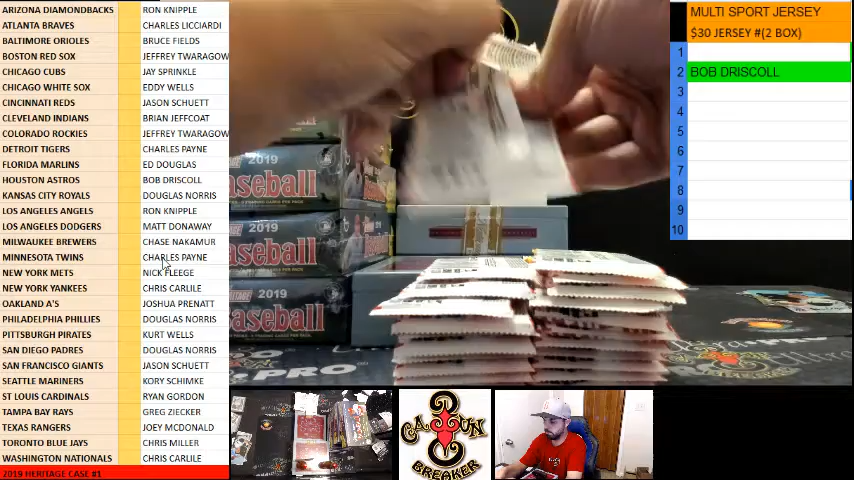 ARIZONA DIAMONDBACKS RON KNIPPLE
ATLANTA BRAVES CHARLES LICCIARDI
BALTIMORE ORIOLES BRUCE FIELDS
BOSTON RED SOX JEFFREY TWARAGOW
CHICAGO CUBS JAY SPRINKLE
CHICAGO WHITE SOX EDDY WELLS
CINCINNATI REDS JASON SCHUETT
CLEVELAND INDIANS BRIAN JEFFCOAT
COLORADO ROCKIES JEFFREY TWARAGOW
DETROIT TIGERS CHARLES PAYNE
FLORIDA MARLINS ED DOUGLAS
HOUSTON ASTROS BOB DRISCOLL
KANSAS CITY ROYALS DOUGLAS NORRIS
LOS ANGELES ANGELS RON KNIPPLE
LOS ANGELES DODGERS MATT DONAWAY
MILWAUKEE BREWERS CHASE NAKAMUR
MINNESOTA TWINS CHARLES PAYNE
NEW YORK METS NICK FLEEGE
NEW YORK YANKEES CHRIS CARLILE
OAKLAND A'S JOSHUA PRENATT
PHILADELPHIA PHILLIES DOUGLAS NORRIS
PITTSBURGH PIRATES KURT WELLS
SAN DIEGO PADRES DOUGLAS NORRIS
SAN FRANCISCO GIANTS JASON SCHUETT
SEATTLE MARINERS KORY SCHIMKE
ST LOUIS CARDINALS RYAN GORDON
TAMPA BAY RAYS GREG ZIECKER
TEXAS RANGERS JOEY MCDONALD
TORONTO BLUE JAYS CHRIS MILLER
WASHINGTON NATIONALS CHRIS CARLILE
2019 HERITAGE CASE #1
2019
Baseball
2019
Baseball
2019
Baseball
PRO
CAJUN
BREAKER
MULTI SPORT JERSEY
$30 JERSEY #(2 BOX)
1
2 BOB DRISCOLL
3
4
5
6
7
8
9
10